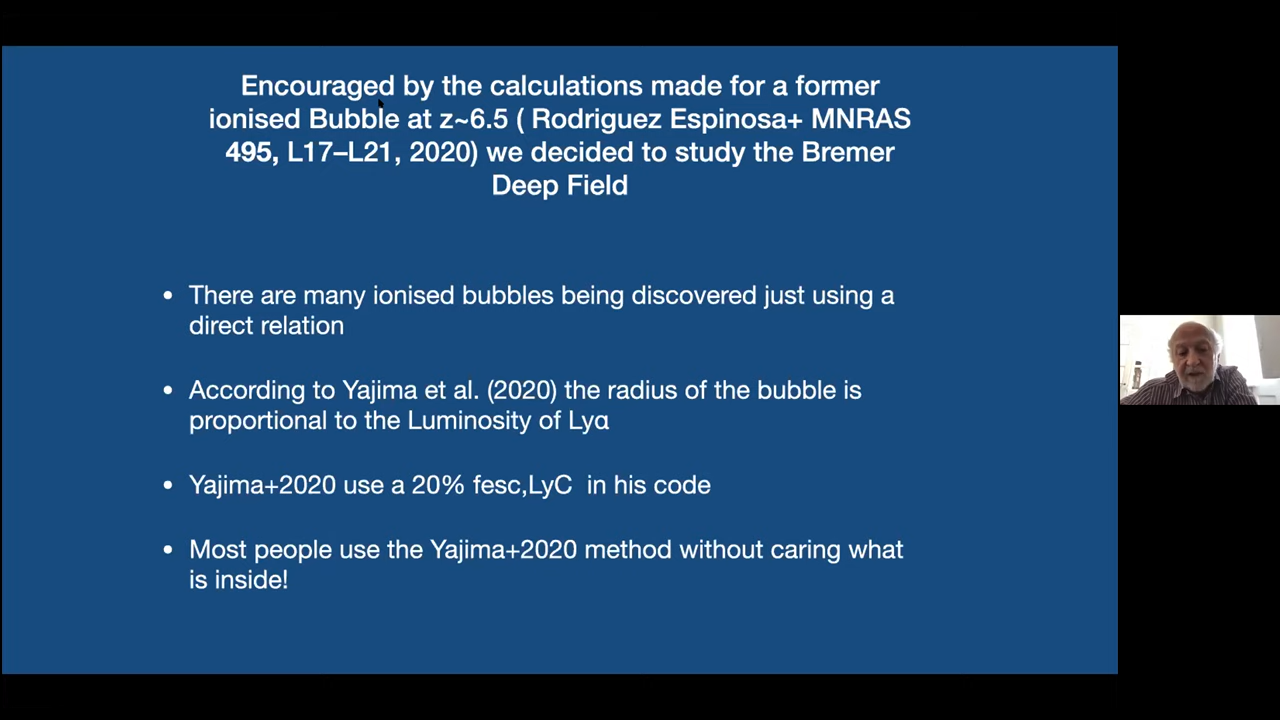 Encouraged by the calculations made for a former
ionised Bubble at z~6.5 ( Rodriguez Espinosa+ MNRAS
495, L17–L21, 2020) we decided to study the Bremer
Deep Field
• There are many ionised bubbles being discovered just using a
direct relation
• According to Yajima et al. (2020) the radius of the bubble is
proportional to the Luminosity of Lyα
• Yajima+2020 use a 20% fesc,LyC  in his code
• Most people use the Yajima+2020 method without caring what
is inside!